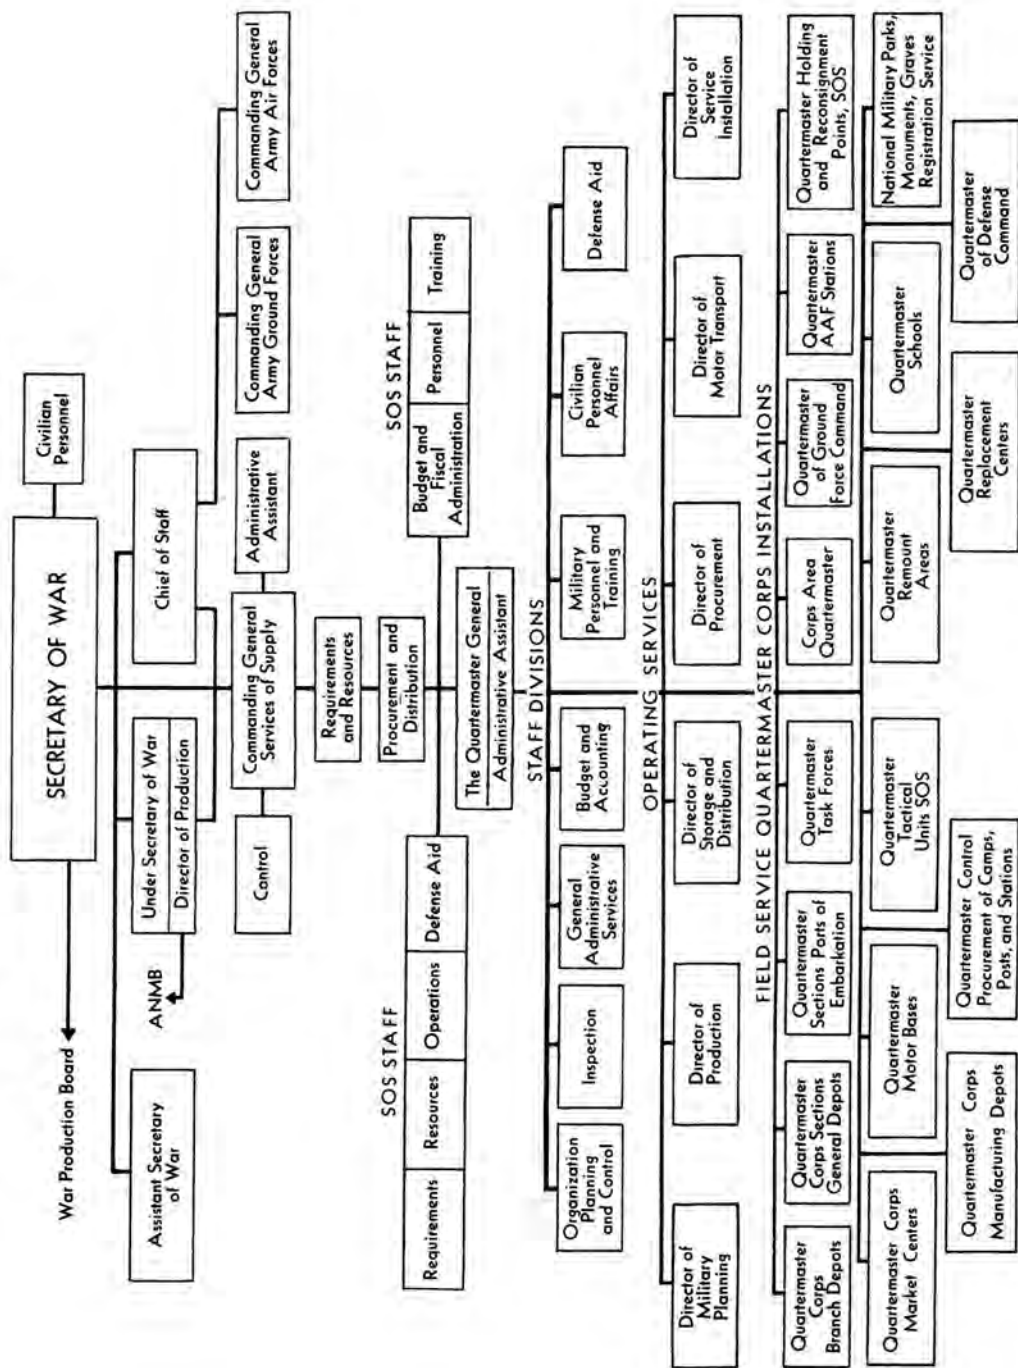 SECRETARY OF WAR
Civilian
Personnel
War Production Board
Assistant Secretary
of War
ANMB
Under Secretary of War
Director of Production
Chief of Staff
Control
Commanding General
Services of Supply
Administrative
Assistant
Commanding General
Army Ground Forces
Commanding General
Army Air Forces
Requirements
and Resources
Procurement and
Distribution
SOS STAFF
Requirements
Resources
Operations
Defense Aid
SOS STAFF
Budget and
Fiscal
Administration
Personnel
Training
The Quartermaster General
Administrative Assistant
STAFF DIVISIONS
Organization
Planning
and Control
Inspection
General
Administrative
Services
Budget and
Accounting
Military
Personnel and
Training
Civilian
Personnel
Affairs
Defense Aid
OPERATING SERVICES
Director of
Military
Planning
Director of
Production
Director of
Storage and
Distribution
Director of
Procurement
Director of
Motor Transport
Director of
Service
Installation
FIELD SERVICE QUARTERMASTER CORPS INSTALLATIONS
Quartermaster
Corps
Branch Depots
Quartermaster
Corps Sections
General Depots
Quartermaster
Sections Ports of
Embarkation
Quartermaster
Task Forces
Corps Area
Quartermaster
Quartermaster
of Ground
Force Command
Quartermaster
AAF Stations
Quartermaster Holding
and Reconsignment
Points, SOS
Quartermaster Corps
Market Centers
Quartermaster
Motor Bases
Quartermaster
Tactical
Units SOS
Quartermaster
Remount
Areas
Quartermaster
Schools
National Military Parks,
Monuments, Graves
Registration Service
Quartermaster Corps
Manufacturing Depots
Quartermaster Control
Procurement of Camps,
Posts, and Stations
Quartermaster
Replacement
Centers
Quartermaster
of Defense
Command